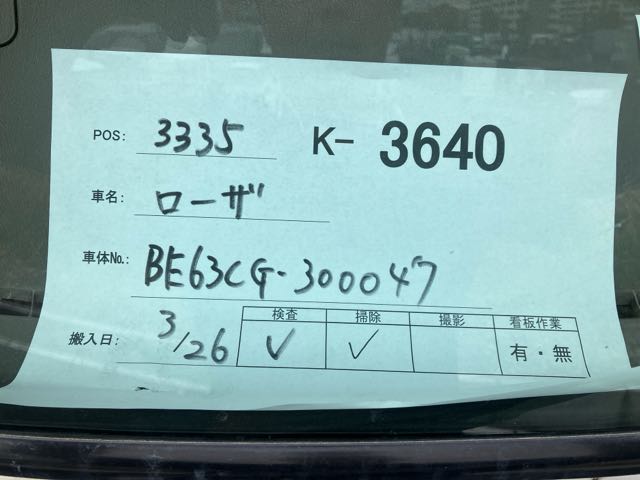 POS: 3335 K- 3640
車名: ローザ
車体No.: BE63CG-300047
搬入日: 3/26
検査 掃除 撮影 看板作業
✓ ✓ 有・無